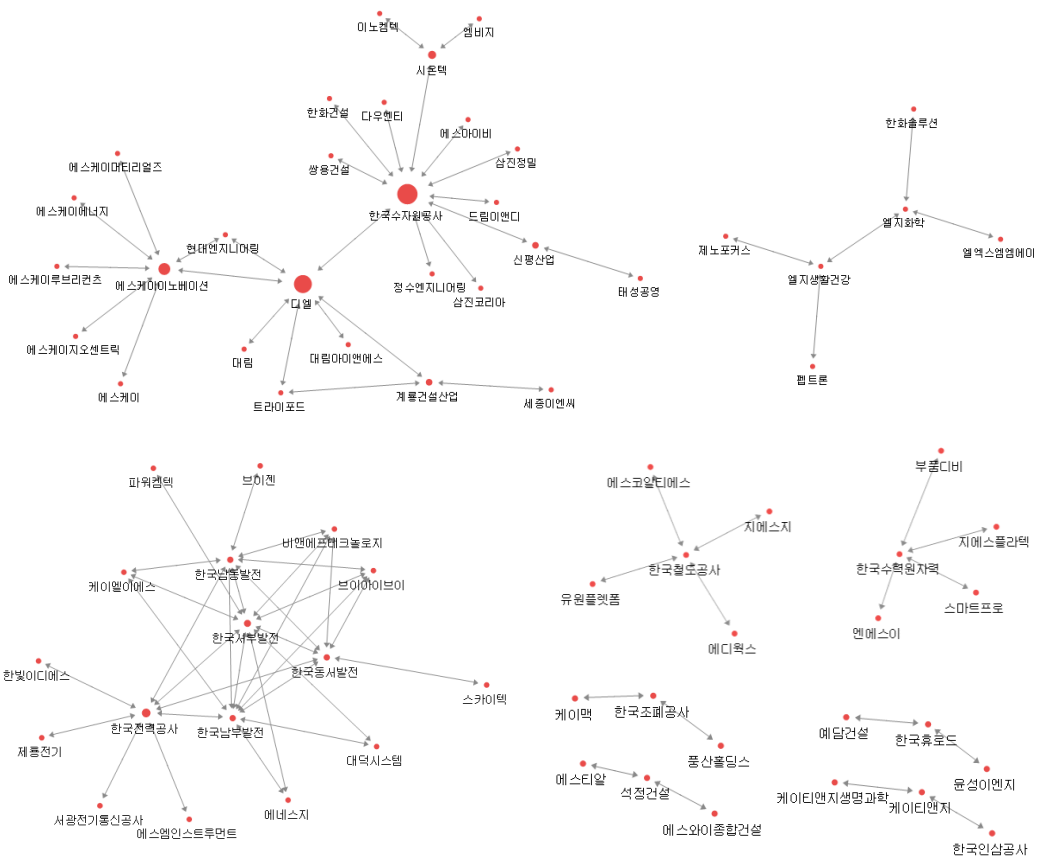 이노켐텍
엠비지
시온텍
한화건설
다우엔티
에스아이비
삼진정밀
쌍용건설
한국수자원공사
드림이앤디
신평산업
정수엔지니어링
삼진코리아
태성공영
에스케이머티리얼즈
에스케이에너지
현대엔지니어링
에스케이루브리컨츠
에스케이이노베이션
디엘
에스케이지오센트릭
대림
대림아이앤에스
에스케이
트라이포드
계룡건설산업
세종이엔씨
한화솔루션
엘지화학
제노포커스
엘지생활건강
엘엑스엠엠에이
펩트론
파워켐텍
브이젠
비앤에프테크놀로지
한국남동발전
케이엘이에스
브이아이브이
한국서부발전
한국동서발전
한빛이디에스
스카이텍
한국전력공사
한국남부발전
제룡전기
대덕시스템
에네스지
서광전기통신공사
에스엠인스트루먼트
에스코일티에스
지에스지
한국철도공사
유원플렛폼
에디웍스
부품디비
지에스플라텍
한국수력원자력
스마트프로
엔에스이
케이맥
한국조폐공사
풍산홀딩스
예담건설
한국휴로드
윤성이엔지
에스티알
석정건설
에스와이종합건설
케이티앤지생명과학
케이티앤지
한국인삼공사